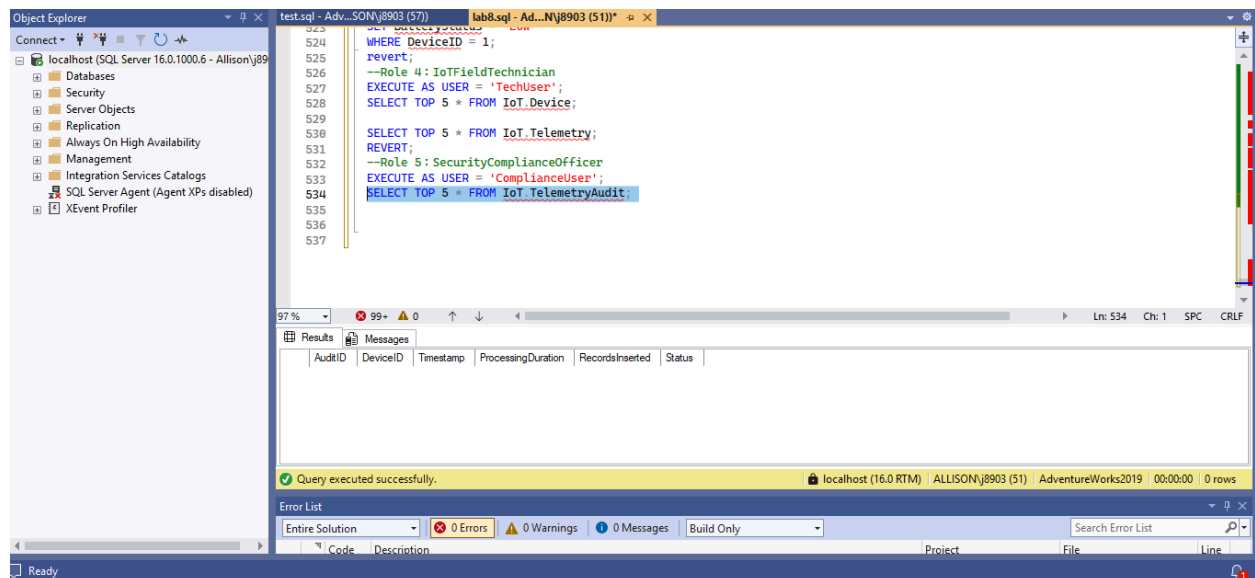 Object Explorer
Connect
localhost (SQL Server 16.0.1000.6 - Allison\j89
Databases
Security
Server Objects
Replication
Always On High Availability
Management
Integration Services Catalogs
SQL Server Agent (Agent XPs disabled)
XEvent Profiler
test.sql - Adv...SON\j8903 (57)) lab8.sql - Ad...N\j8903 (51))*
523 SET BatteryStatus = 'Low'
524 WHERE DeviceID = 1;
525 revert;
526 --Role 4: IoTFieldTechnician
527 EXECUTE AS USER = 'TechUser';
528 SELECT TOP 5 * FROM IoT.Device;
529
530 SELECT TOP 5 * FROM IoT.Telemetry;
531 REVERT;
532 --Role 5: SecurityComplianceOfficer
533 EXECUTE AS USER = 'ComplianceUser';
534 SELECT TOP 5 * FROM IoT.TelemetryAudit;
535
536
537
97 % 99+ 0 Ln: 534 Ch: 1 SPC CRLF
Results Messages
AuditID DeviceID Timestamp ProcessingDuration RecordsInserted Status
Query executed successfully. localhost (16.0 RTM) ALLISON\j8903 (51) AdventureWorks2019 00:00:00 0 rows
Error List
Entire Solution 0 Errors 0 Warnings 0 Messages Build Only Search Error List
Code Description Project File Line
Ready 1